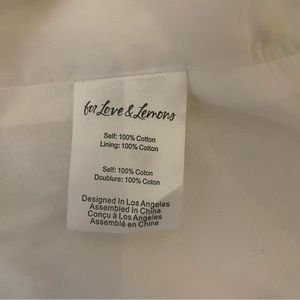 for Love & Lemons
Self: 100% Cotton
Lining: 100% Cotton
Self: 100% Coton
Doublure: 100% Coton
Designed In Los Angeles
Assembled In China
Conçu à Los Angeles
Assemblé en Chine